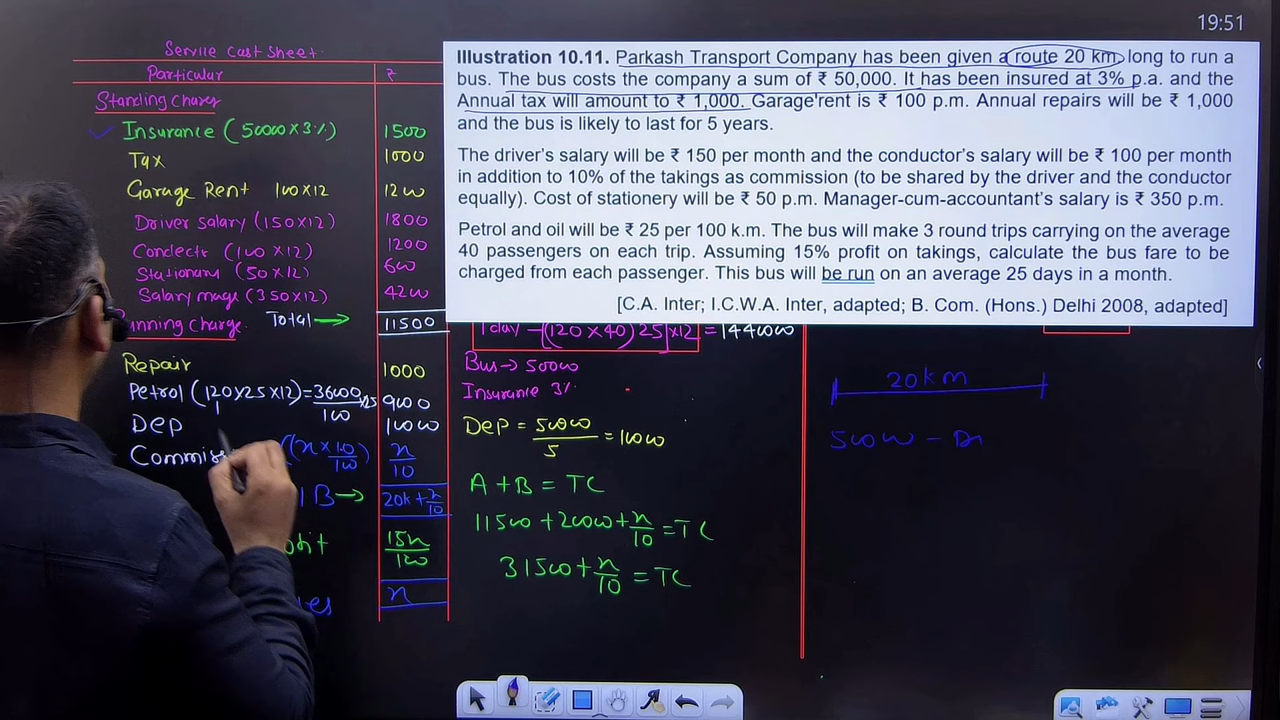 19:51
Service Cost Sheet
Particular ₹
Standing Charges
Insurance (50000×3%) 1500
Tax 1000
Garage Rent 100×12 1200
Driver salary (150×12) 1800
Conductr (100×12) 1200
Stationary (50×12) 600
Salary mage (350×12) 4200
Running Charge Total → 11500
Repair 1000
Petrol (120×25×12)=36000/100 ×25 9000
Dep 10000
(n×10/100) n/10
B → 20k+n/10
15n/100
n
Illustration 10.11. Parkash Transport Company has been given a route 20 km long to run a
bus. The bus costs the company a sum of ₹ 50,000. It has been insured at 3% p.a. and the
Annual tax will amount to ₹ 1,000. Garage'rent is ₹ 100 p.m. Annual repairs will be ₹ 1,000
and the bus is likely to last for 5 years.
The driver's salary will be ₹ 150 per month and the conductor's salary will be ₹ 100 per month
in addition to 10% of the takings as commission (to be shared by the driver and the conductor
equally). Cost of stationery will be ₹ 50 p.m. Manager-cum-accountant's salary is ₹ 350 p.m.
Petrol and oil will be ₹ 25 per 100 k.m. The bus will make 3 round trips carrying on the average
40 passengers on each trip. Assuming 15% profit on takings, calculate the bus fare to be
charged from each passenger. This bus will be run on an average 25 days in a month.
[C.A. Inter; I.C.W.A. Inter, adapted; B. Com. (Hons.) Delhi 2008, adapted]
1 day - [(120×40)25]×12 = 1440000
Bus → 50000
Insurance 3%
Dep = 50000/5 = 10000
A + B = TC
11500+20000+n/10=TC
31500+n/10=TC
20km